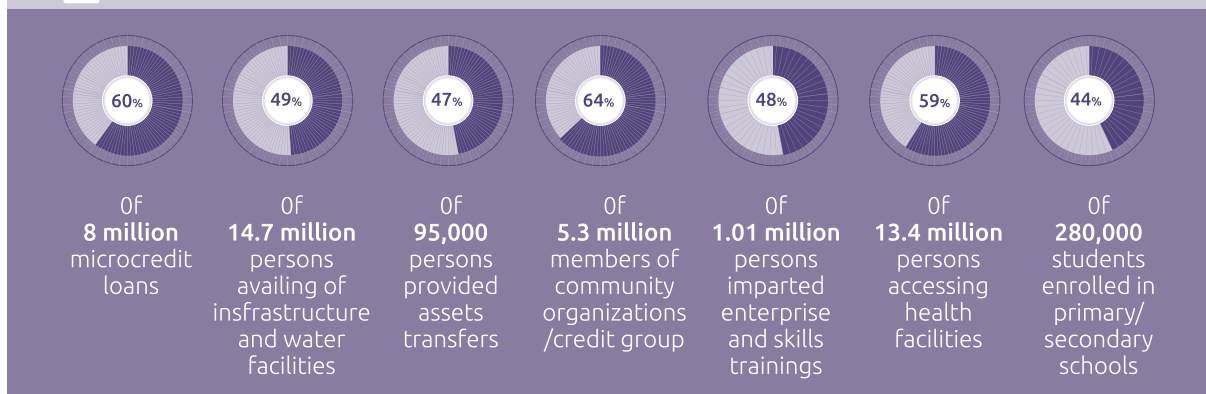 60%
Of
8 million
microcredit
loans
49%
Of
14.7 million
persons
availing of
insfrastructure
and water
facilities
47%
Of
95,000
persons
provided
assets
transfers
64%
Of
5.3 million
members of
community
organizations
/credit group
48%
Of
1.01 million
persons
imparted
enterprise
and skills
trainings
59%
Of
13.4 million
persons
accessing
health
facilities
44%
Of
280,000
students
enrolled in
primary/
secondary
schools